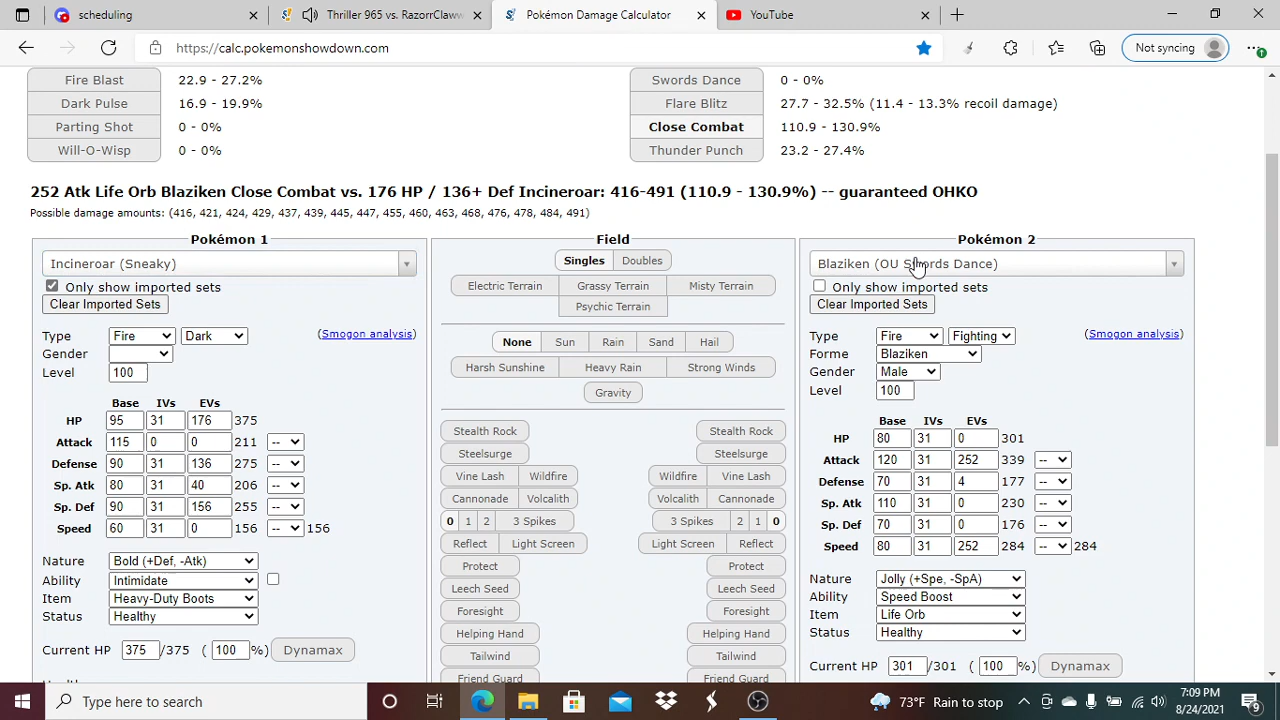 scheduling
Thriller 965 vs. RazorrClaww
Pokémon Damage Calculator
YouTube
https://calc.pokemonshowdown.com
Not syncing
Fire Blast 22.9 - 27.2% Swords Dance 0 - 0%
Dark Pulse 16.9 - 19.9% Flare Blitz 27.7 - 32.5% (11.4 - 13.3% recoil damage)
Parting Shot 0 - 0% Close Combat 110.9 - 130.9%
Will-O-Wisp 0 - 0% Thunder Punch 23.2 - 27.4%
252 Atk Life Orb Blaziken Close Combat vs. 176 HP / 136+ Def Incineroar: 416-491 (110.9 - 130.9%) -- guaranteed OHKO
Possible damage amounts: (416, 421, 424, 429, 437, 439, 445, 447, 455, 460, 463, 468, 476, 478, 484, 491)
Pokémon 1
Incineroar (Sneaky)
Only show imported sets
Clear Imported Sets
Type Fire Dark (Smogon analysis)
Gender
Level 100
Base IVs EVs
HP 95 31 176 375
Attack 115 0 0 211 --
Defense 90 31 136 275 --
Sp. Atk 80 31 40 206 --
Sp. Def 90 31 156 255 --
Speed 60 31 0 156 -- 156
Nature Bold (+Def, -Atk)
Ability Intimidate
Item Heavy-Duty Boots
Status Healthy
Current HP 375 /375 ( 100 %) Dynamax
Field
Singles Doubles
Electric Terrain Grassy Terrain Misty Terrain
Psychic Terrain
None Sun Rain Sand Hail
Harsh Sunshine Heavy Rain Strong Winds
Gravity
Stealth Rock Stealth Rock
Steelsurge Steelsurge
Vine Lash Wildfire Wildfire Vine Lash
Cannonade Volcalith Volcalith Cannonade
0 1 2 3 Spikes 3 Spikes 2 1 0
Reflect Light Screen Light Screen Reflect
Protect Protect
Leech Seed Leech Seed
Foresight Foresight
Helping Hand Helping Hand
Tailwind Tailwind
Friend Guard Friend Guard
Pokémon 2
Blaziken (OU Swords Dance)
Only show imported sets
Clear Imported Sets
Type Fire Fighting (Smogon analysis)
Forme Blaziken
Gender Male
Level 100
Base IVs EVs
HP 80 31 0 301
Attack 120 31 252 339 --
Defense 70 31 4 177 --
Sp. Atk 110 31 0 230 --
Sp. Def 70 31 0 176 --
Speed 80 31 252 284 -- 284
Nature Jolly (+Spe, -SpA)
Ability Speed Boost
Item Life Orb
Status Healthy
Current HP 301 /301 ( 100 %) Dynamax
Type here to search
73°F Rain to stop
7:09 PM
8/24/2021
9